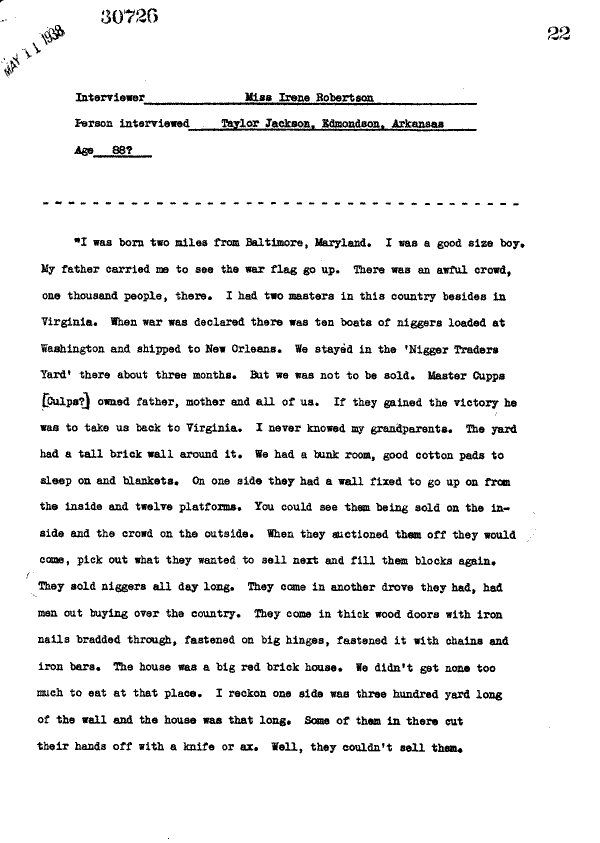 30726
MAY 11 1938
22
Interviewer Miss Irene Robertson
Person interviewed Taylor Jackson, Edmondson, Arkansas
Age 88?
"I was born two miles from Baltimore, Maryland. I was a good size boy.
My father carried me to see the war flag go up. There was an awful crowd,
one thousand people, there. I had two masters in this country besides in
Virginia. When war was declared there was ten boats of niggers loaded at
Washington and shipped to New Orleans. We stayed in the 'Nigger Traders
Yard' there about three months. But we was not to be sold. Master Cupps
[Culps?] owned father, mother and all of us. If they gained the victory he
was to take us back to Virginia. I never knowed my grandparents. The yard
had a tall brick wall around it. We had a bunk room, good cotton pads to
sleep on and blankets. On one side they had a wall fixed to go up on from
the inside and twelve platforms. You could see them being sold on the in-
side and the crowd on the outside. When they auctioned them off they would
come, pick out what they wanted to sell next and fill them blocks again.
They sold niggers all day long. They come in another drove they had, had
men out buying over the country. They come in thick wood doors with iron
nails bradded through, fastened on big hinges, fastened it with chains and
iron bars. The house was a big red brick house. We didn't get none too
much to eat at that place. I reckon one side was three hundred yard long
of the wall and the house was that long. Some of them in there cut
their hands off with a knife or ax. Well, they couldn't sell them.